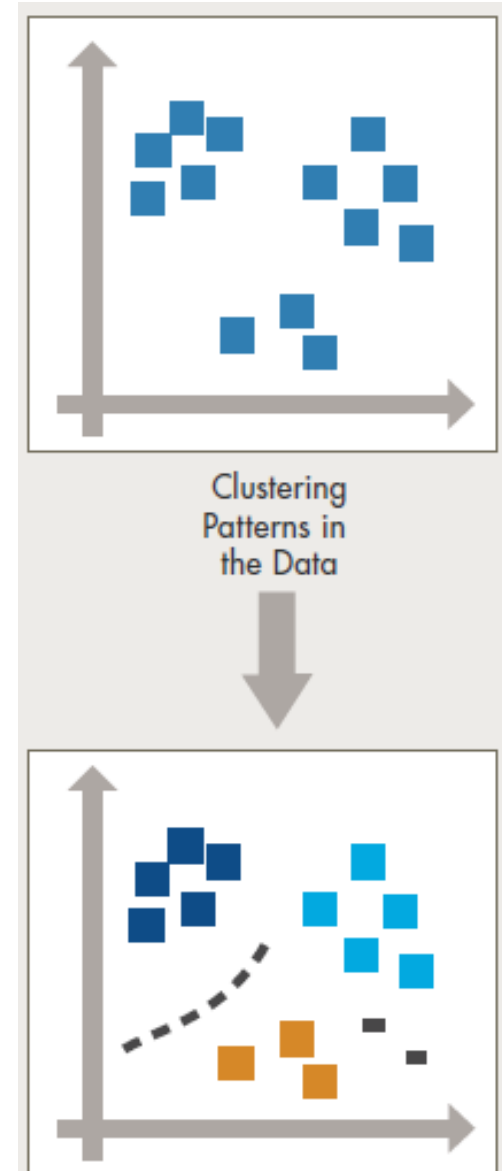 Clustering
Patterns in
the Data